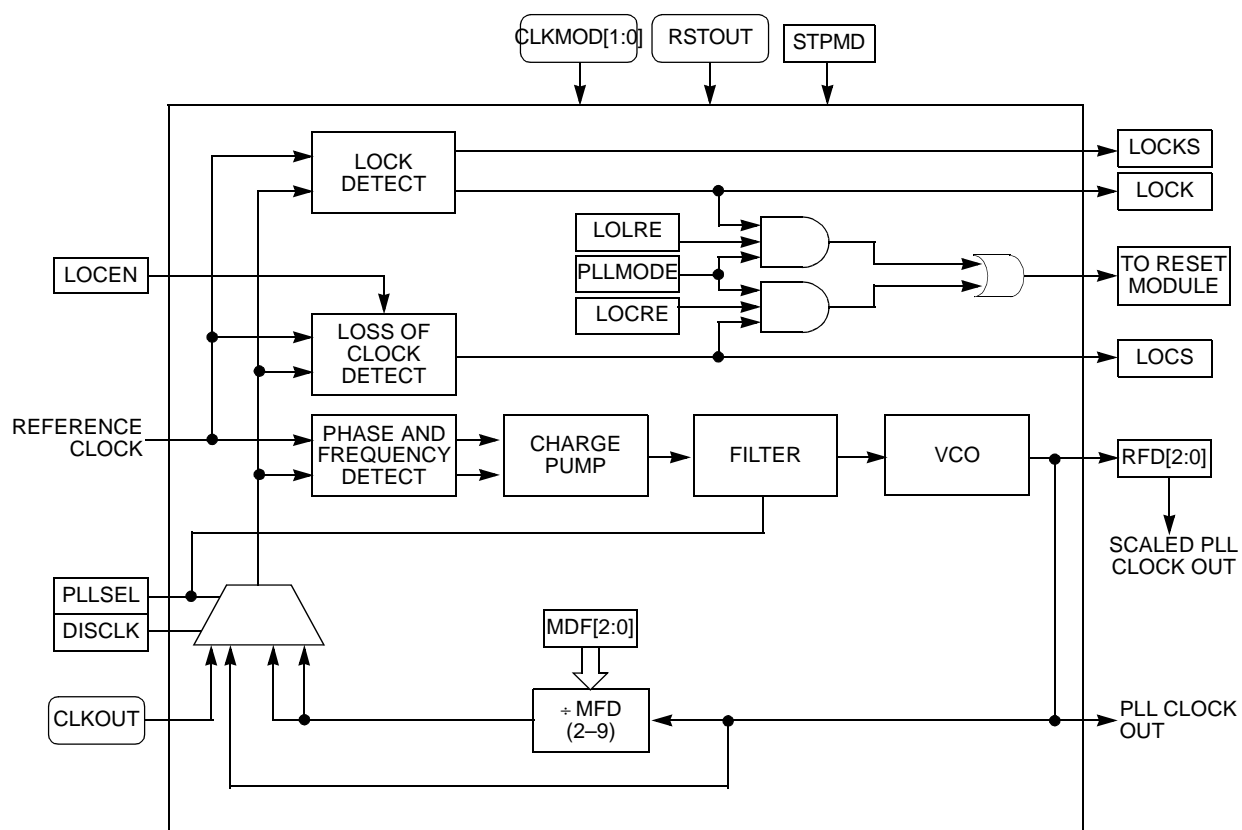 CLKMOD[1:0]
RSTOUT
STPMD
LOCK
DETECT
LOCKS
LOCK
LOLRE
PLLMODE
LOCRE
TO RESET
MODULE
LOCEN
LOSS OF
CLOCK
DETECT
LOCS
REFERENCE
CLOCK
PHASE AND
FREQUENCY
DETECT
CHARGE
PUMP
FILTER
VCO
RFD[2:0]
SCALED PLL
CLOCK OUT
PLLSEL
DISCLK
MDF[2:0]
CLKOUT
÷ MFD
(2–9)
PLL CLOCK
OUT